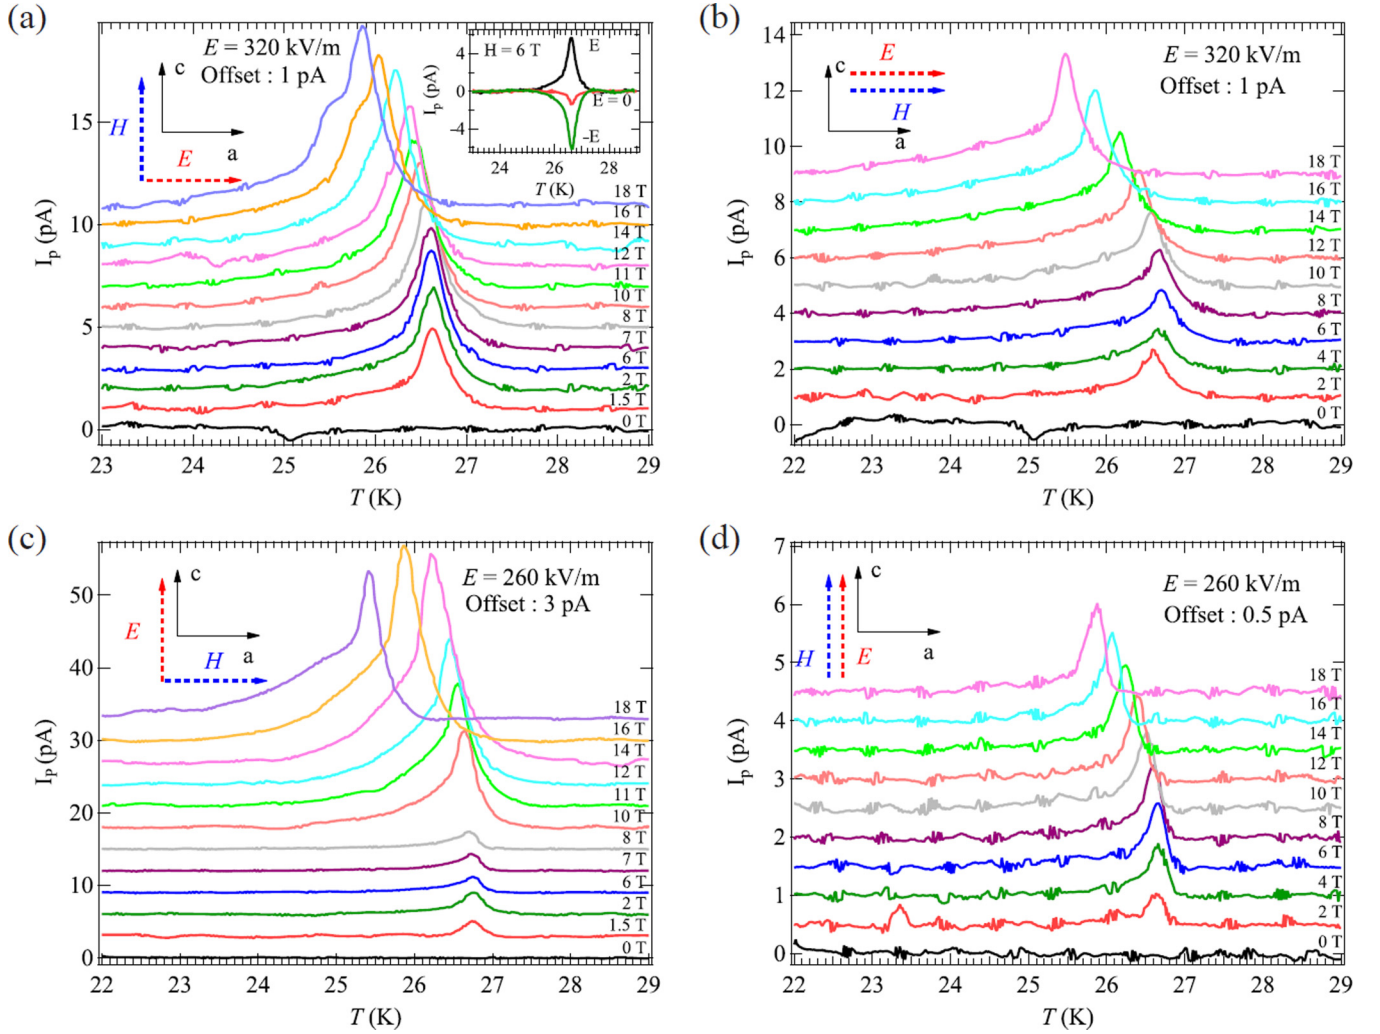 (a)
E = 320 kV/m
Offset : 1 pA
c
a
H
E
H = 6 T
E
E = 0
-E
I_p (pA)
4
0
-4
24 26 28
T (K)
18 T
16 T
14 T
12 T
11 T
10 T
8 T
7 T
6 T
2 T
1.5 T
0 T
I_p (pA)
15
10
5
0
23 24 25 26 27 28 29
T (K)
(b)
E = 320 kV/m
Offset : 1 pA
c
a
E
H
18 T
16 T
14 T
12 T
10 T
8 T
6 T
4 T
2 T
0 T
I_p (pA)
14
12
10
8
6
4
2
0
22 23 24 25 26 27 28 29
T (K)
(c)
E = 260 kV/m
Offset : 3 pA
c
a
E
H
18 T
16 T
14 T
12 T
11 T
10 T
8 T
7 T
6 T
2 T
1.5 T
0 T
I_p (pA)
50
40
30
20
10
0
22 23 24 25 26 27 28 29
T (K)
(d)
E = 260 kV/m
Offset : 0.5 pA
c
a
H
E
18 T
16 T
14 T
12 T
10 T
8 T
6 T
4 T
2 T
0 T
I_p (pA)
7
6
5
4
3
2
1
0
22 23 24 25 26 27 28 29
T (K)